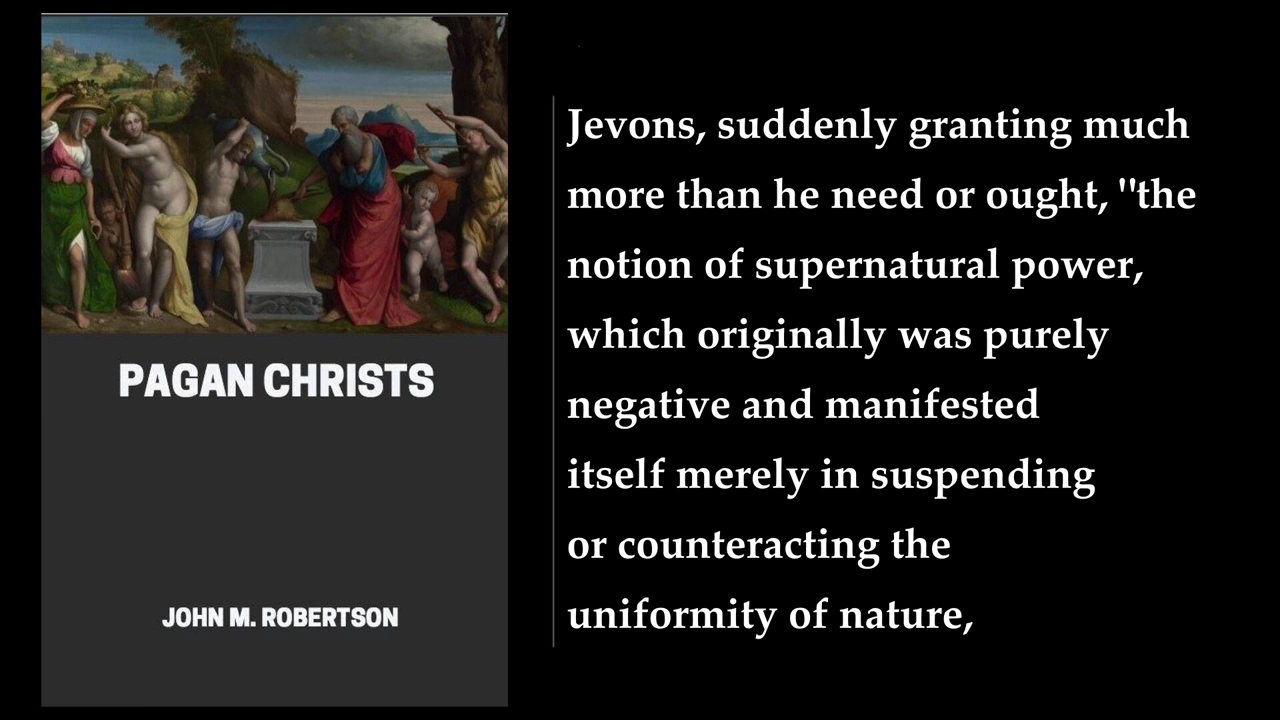 PAGAN CHRISTS
JOHN M. ROBERTSON
Jevons, suddenly granting much
more than he need or ought, "the
notion of supernatural power,
which originally was purely
negative and manifested
itself merely in suspending
or counteracting the
uniformity of nature,